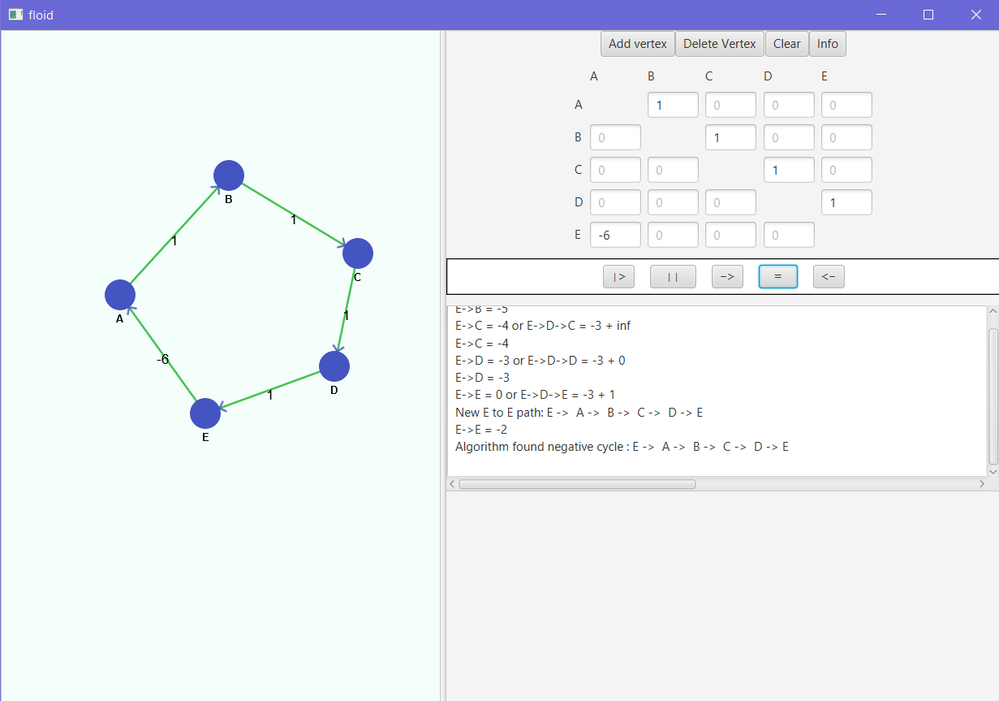 floid
Add vertex Delete Vertex Clear Info
A B C D E
A 1 0 0 0
B 0 1 0 0
C 0 0 1 0
D 0 0 0 1
E -6 0 0 0
|> || -> = <-
E->B = -5
E->C = -4 or E->D->C = -3 + inf
E->C = -4
E->D = -3 or E->D->D = -3 + 0
E->D = -3
E->E = 0 or E->D->E = -3 + 1
New E to E path: E -> A -> B -> C -> D -> E
E->E = -2
Algorithm found negative cycle : E -> A -> B -> C -> D -> E
B
1
1
C
A
1
-6
D
1
E